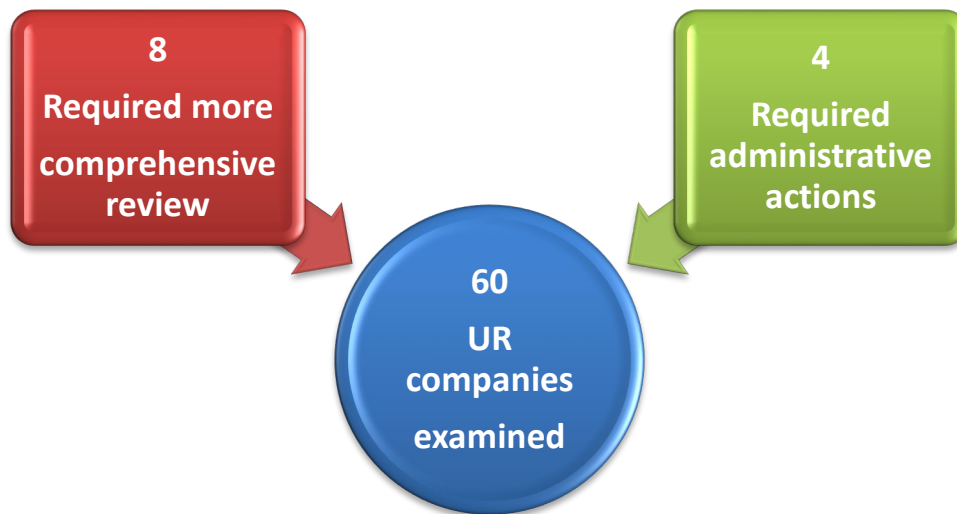 8
Required more
comprehensive
review
4
Required
administrative
actions
60
UR
companies
examined